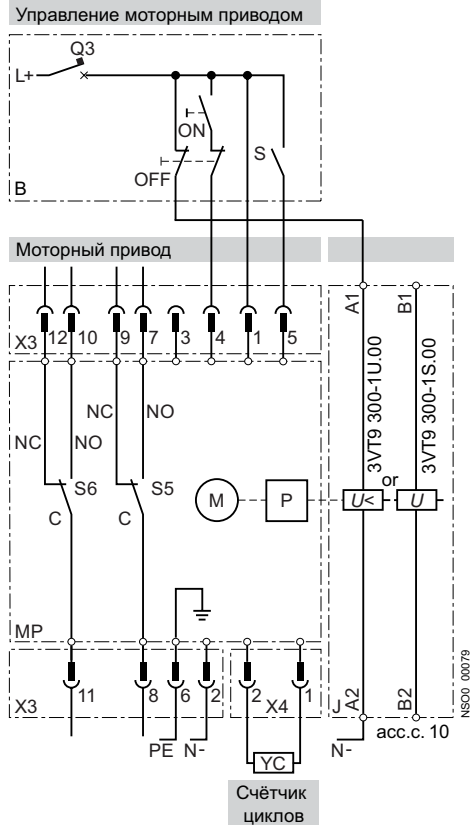 Управление моторным приводом
Q3
L+
ON
OFF
S
B
Моторный привод
X3 12 10 9 7 3 4 1 5
A1 B1
3VT9 300-1U.00
3VT9 300-1S.00
NC NO
NC NO
S6 S5
C C
M P
or
U< U
MP
X3 11 8 6 2
2 X4 1
J A2 B2
PE N-
YC
N-
acc.c. 10
NSO0 00079
Счётчик
циклов